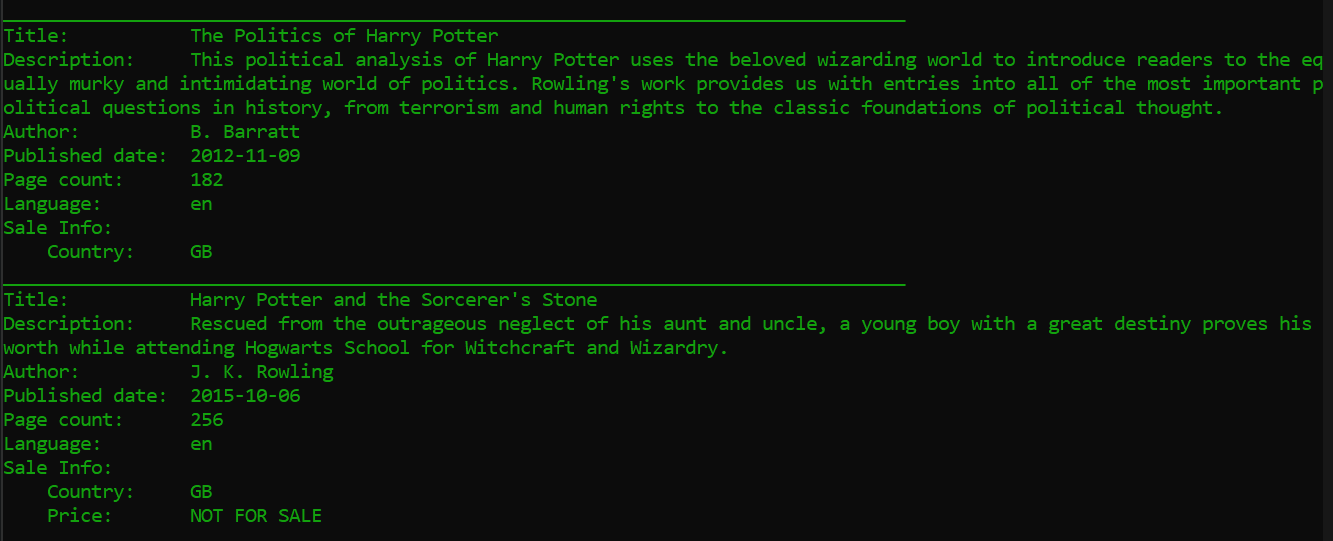 Title:           The Politics of Harry Potter
Description:     This political analysis of Harry Potter uses the beloved wizarding world to introduce readers to the eq
ually murky and intimidating world of politics. Rowling's work provides us with entries into all of the most important p
olitical questions in history, from terrorism and human rights to the classic foundations of political thought.
Author:          B. Barratt
Published date:  2012-11-09
Page count:      182
Language:        en
Sale Info:
    Country:     GB
Title:           Harry Potter and the Sorcerer's Stone
Description:     Rescued from the outrageous neglect of his aunt and uncle, a young boy with a great destiny proves his
worth while attending Hogwarts School for Witchcraft and Wizardry.
Author:          J. K. Rowling
Published date:  2015-10-06
Page count:      256
Language:        en
Sale Info:
    Country:     GB
    Price:       NOT FOR SALE